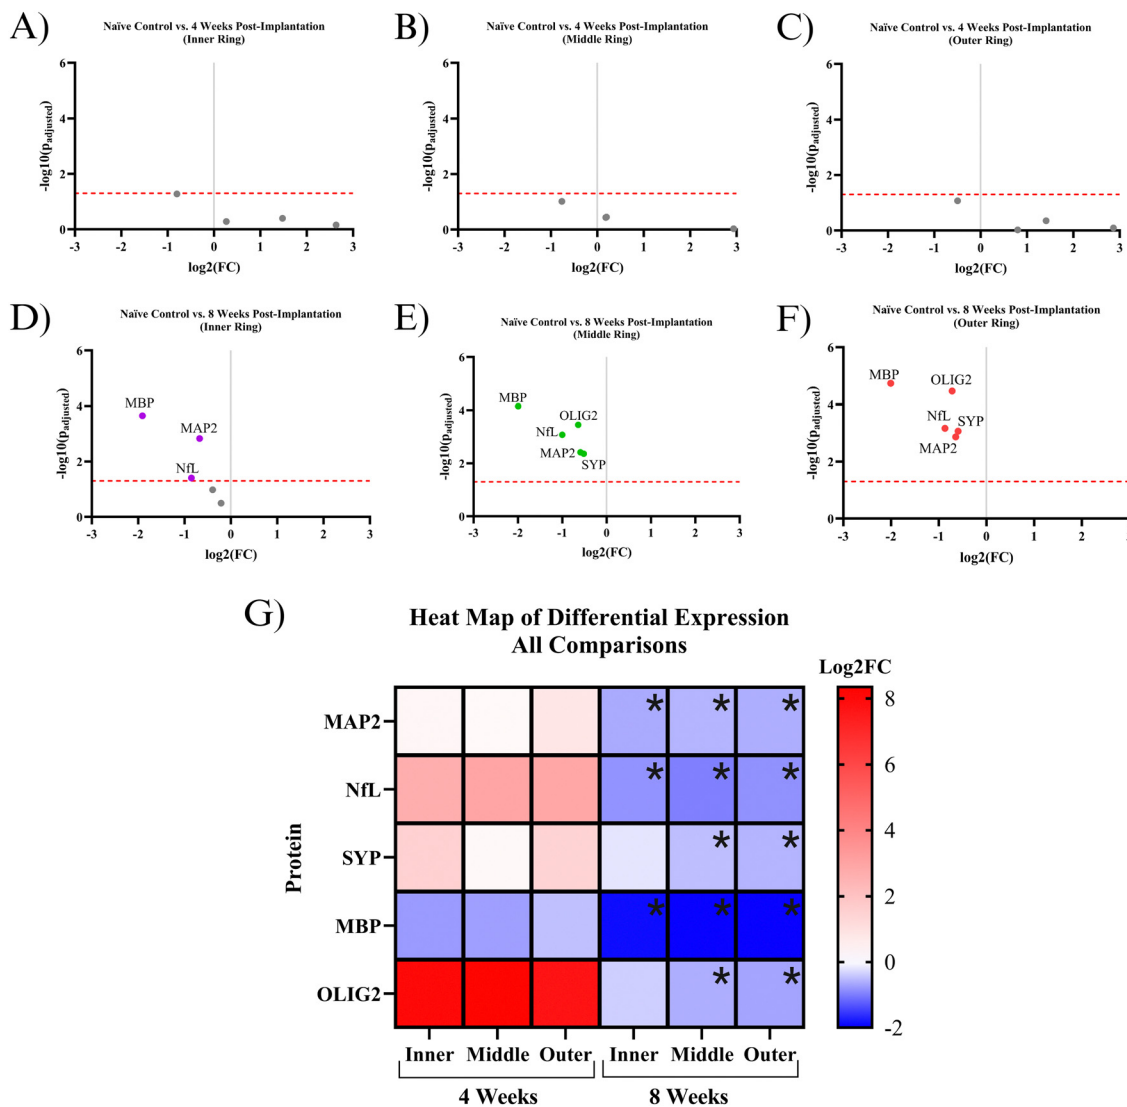 A)
Naïve Control vs. 4 Weeks Post-Implantation
(Inner Ring)
6
4
2
0
-3 -2 -1 0 1 2 3
-log10(padjusted)
log2(FC)
B)
Naïve Control vs. 4 Weeks Post-Implantation
(Middle Ring)
6
4
2
0
-3 -2 -1 0 1 2 3
-log10(padjusted)
log2(FC)
C)
Naïve Control vs. 4 Weeks Post-Implantation
(Outer Ring)
6
4
2
0
-3 -2 -1 0 1 2 3
-log10(padjusted)
log2(FC)
D)
Naïve Control vs. 8 Weeks Post-Implantation
(Inner Ring)
6
4
2
0
-3 -2 -1 0 1 2 3
-log10(padjusted)
log2(FC)
MBP
MAP2
NfL
E)
Naïve Control vs. 8 Weeks Post-Implantation
(Middle Ring)
6
4
2
0
-3 -2 -1 0 1 2 3
-log10(padjusted)
log2(FC)
MBP
OLIG2
NfL
MAP2
SYP
F)
Naïve Control vs. 8 Weeks Post-Implantation
(Outer Ring)
6
4
2
0
-3 -2 -1 0 1 2
-log10(padjusted)
log2(FC)
MBP
OLIG2
NfL
SYP
MAP2
G)
Heat Map of Differential Expression
All Comparisons
Log2FC
8
6
4
2
0
-2
Protein
MAP2
* * *
NfL
* * *
SYP
* *
MBP
* * *
OLIG2
* *
Inner Middle Outer Inner Middle Outer
4 Weeks 8 Weeks